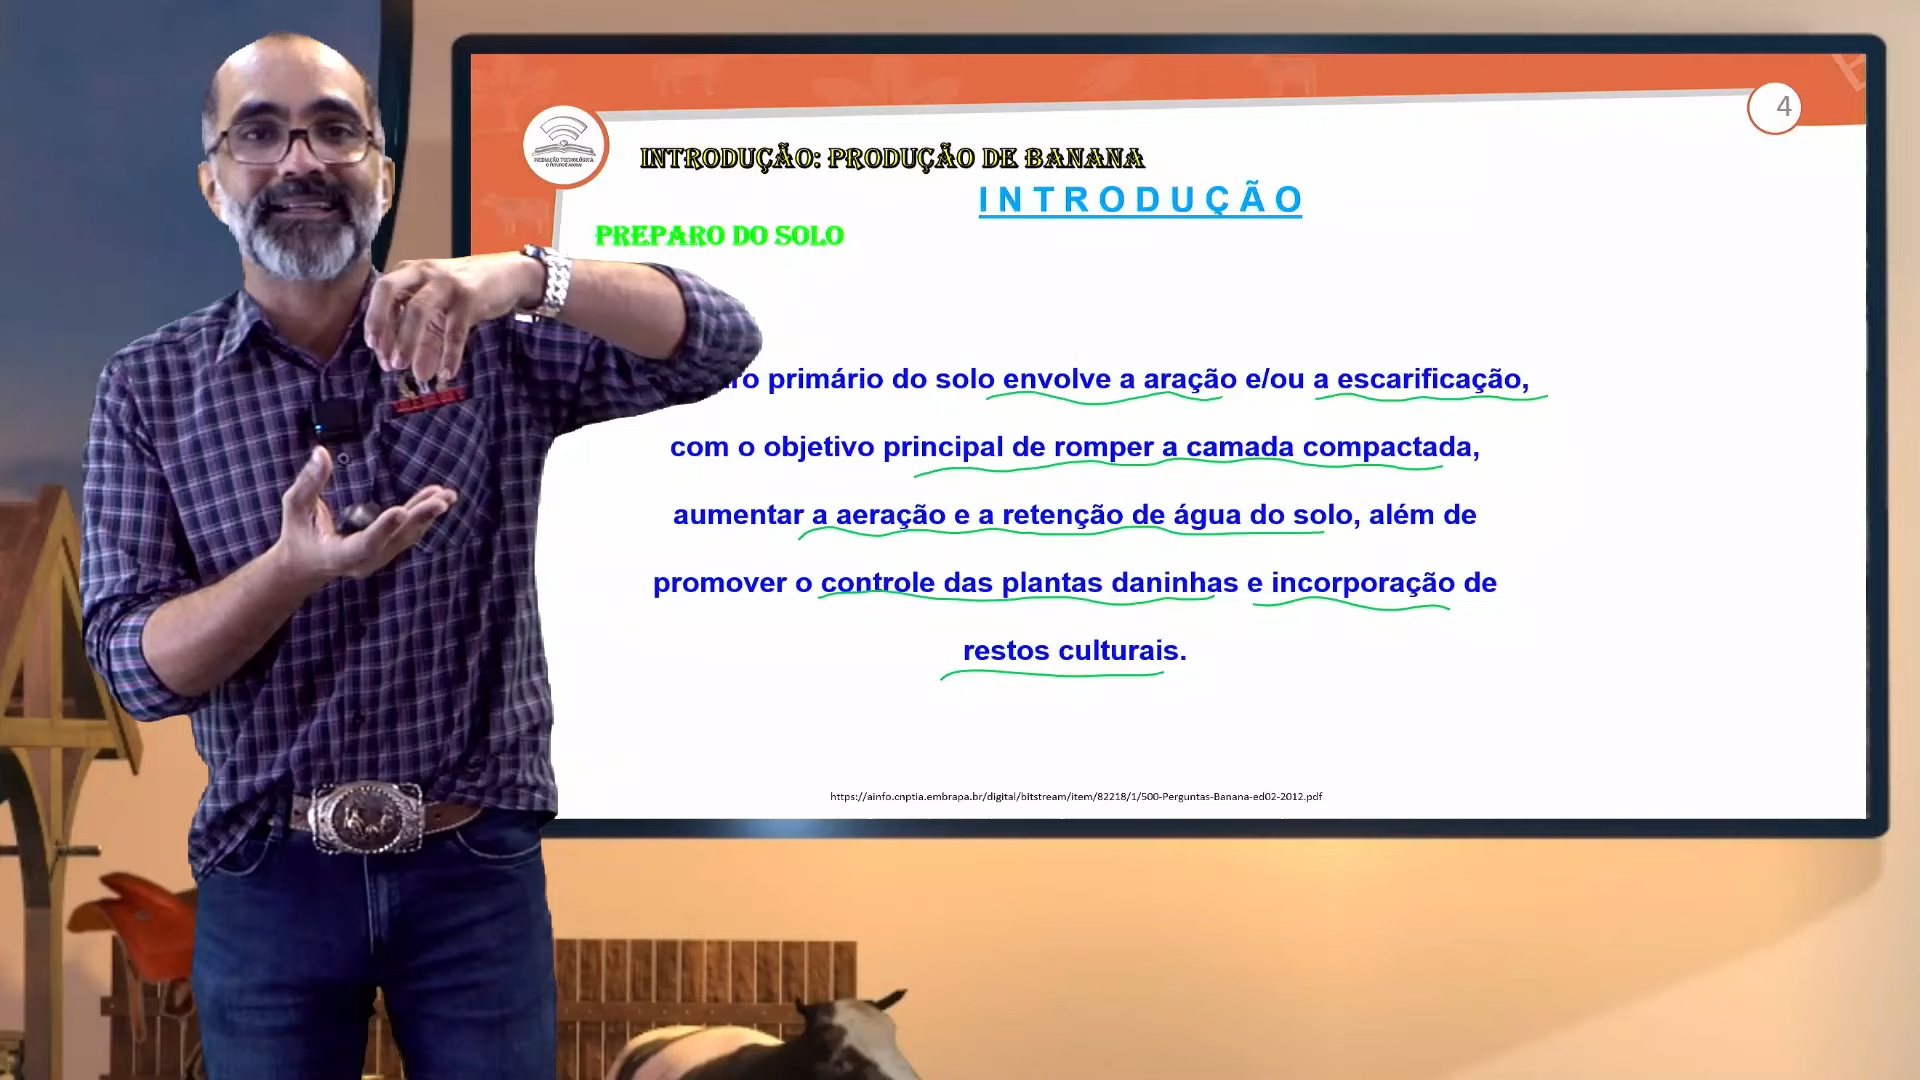 4
MEDIAÇÃO TECNOLÓGICA
INTRODUÇÃO: PRODUÇÃO DE BANANA
INTRODUÇÃO
PREPARO DO SOLO
primário do solo envolve a aração e/ou a escarificação,
com o objetivo principal de romper a camada compactada,
aumentar a aeração e a retenção de água do solo, além de
promover o controle das plantas daninhas e incorporação de
restos culturais.
https://ainfo.cnptia.embrapa.br/digital/bitstream/item/82218/1/500-Perguntas-Banana-ed02-2012.pdf